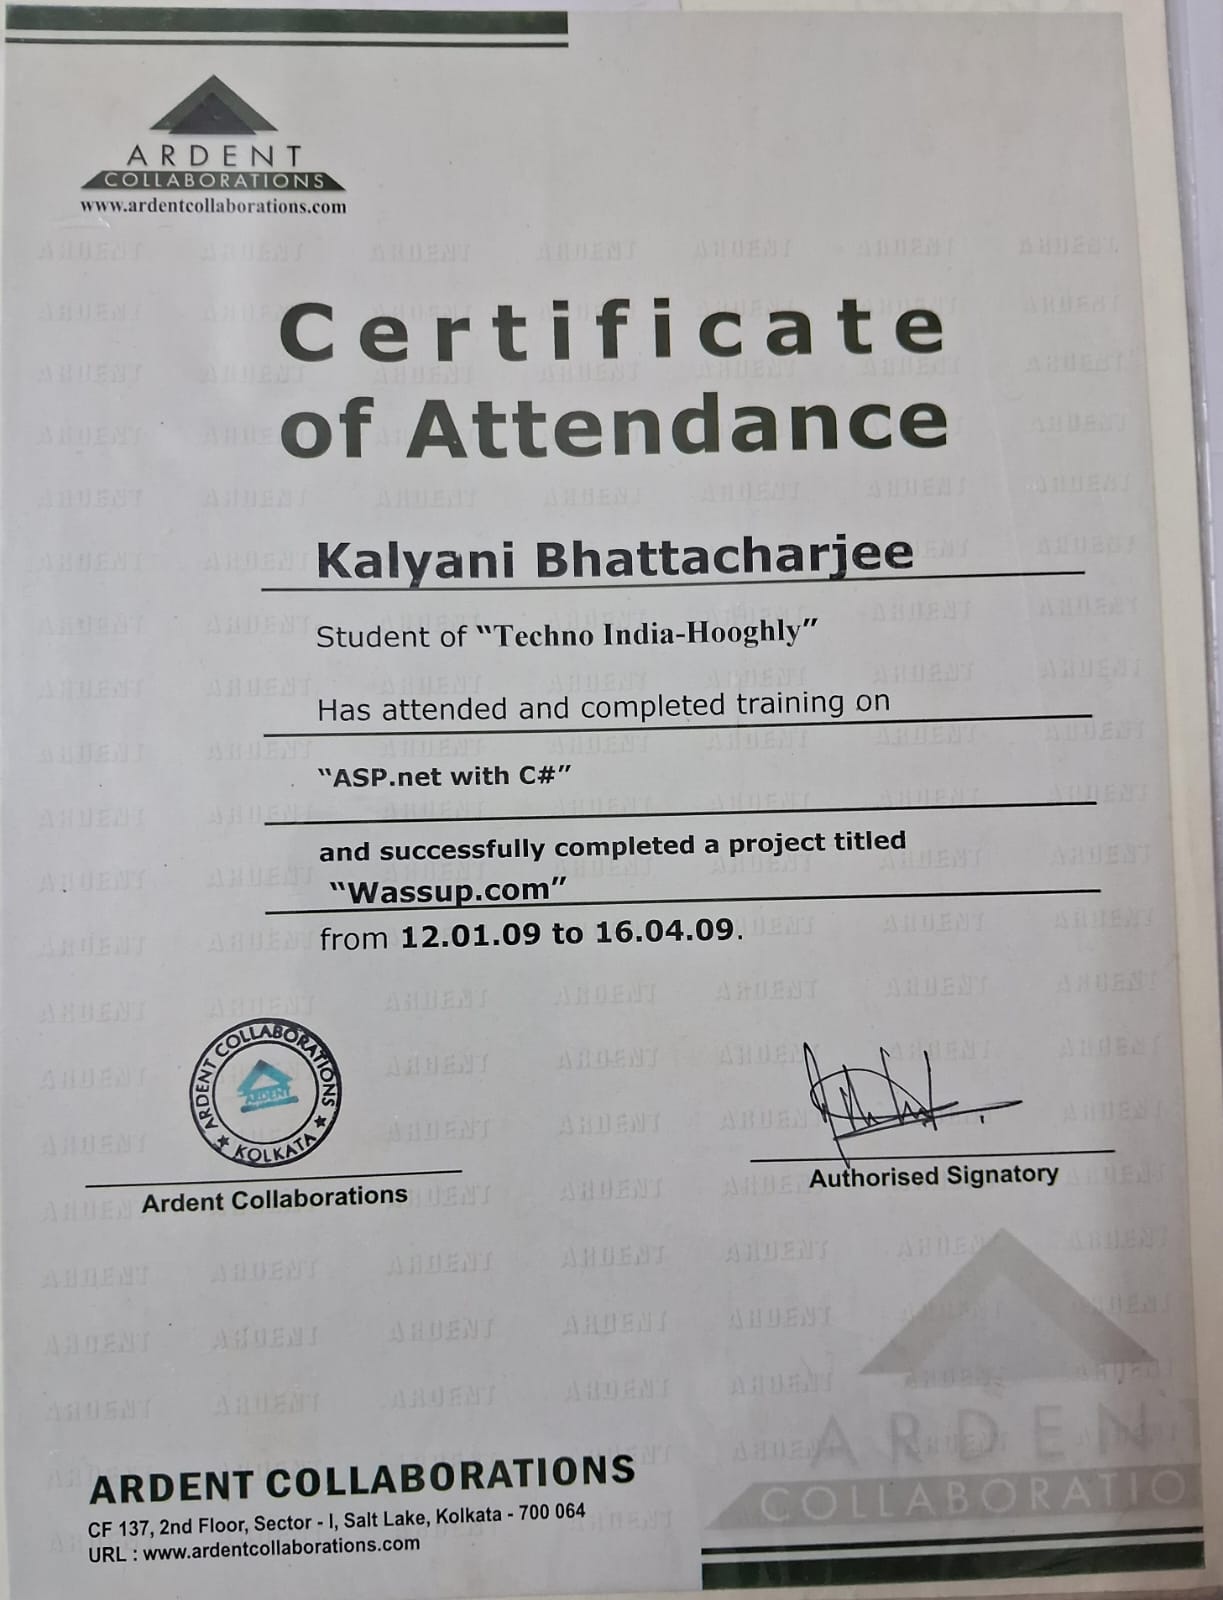 ARDENT
COLLABORATIONS
www.ardentcollaborations.com
Certificate
of Attendance
Kalyani Bhattacharjee
Student of “Techno India-Hooghly”
Has attended and completed training on
“ASP.net with C#”
and successfully completed a project titled
“Wassup.com”
from 12.01.09 to 16.04.09.
ARDENT COLLABORATIONS
ARDENT
★ KOLKATA ★
Ardent Collaborations
Authorised Signatory
ARDEN
COLLABORATIO
ARDENT COLLABORATIONS
CF 137, 2nd Floor, Sector - I, Salt Lake, Kolkata - 700 064
URL : www.ardentcollaborations.com